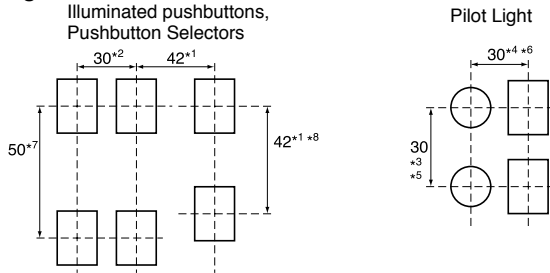 Illuminated pushbuttons,
Pushbutton Selectors
Pilot Light
30*2
42*1
30*4 *6
50*7
42*1 *8
30
*3
*5